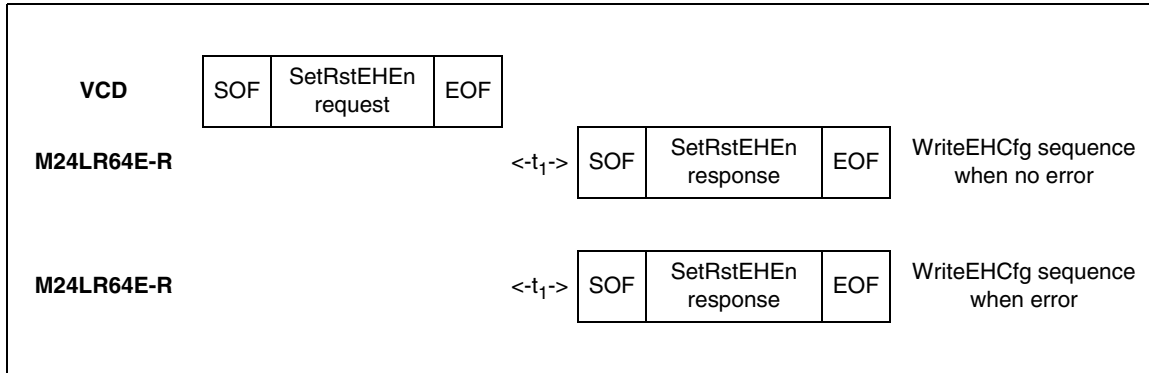 VCD SOF SetRstEHEn request EOF
M24LR64E-R <-t1-> SOF SetRstEHEn response EOF WriteEHCfg sequence when no error
M24LR64E-R <-t1-> SOF SetRstEHEn response EOF WriteEHCfg sequence when error